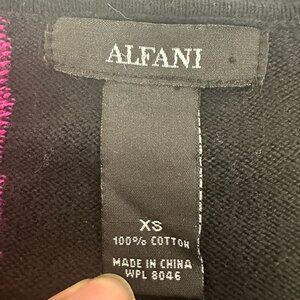 ALFANI
XS
100% COTTON
MADE IN CHINA
WPL 8046